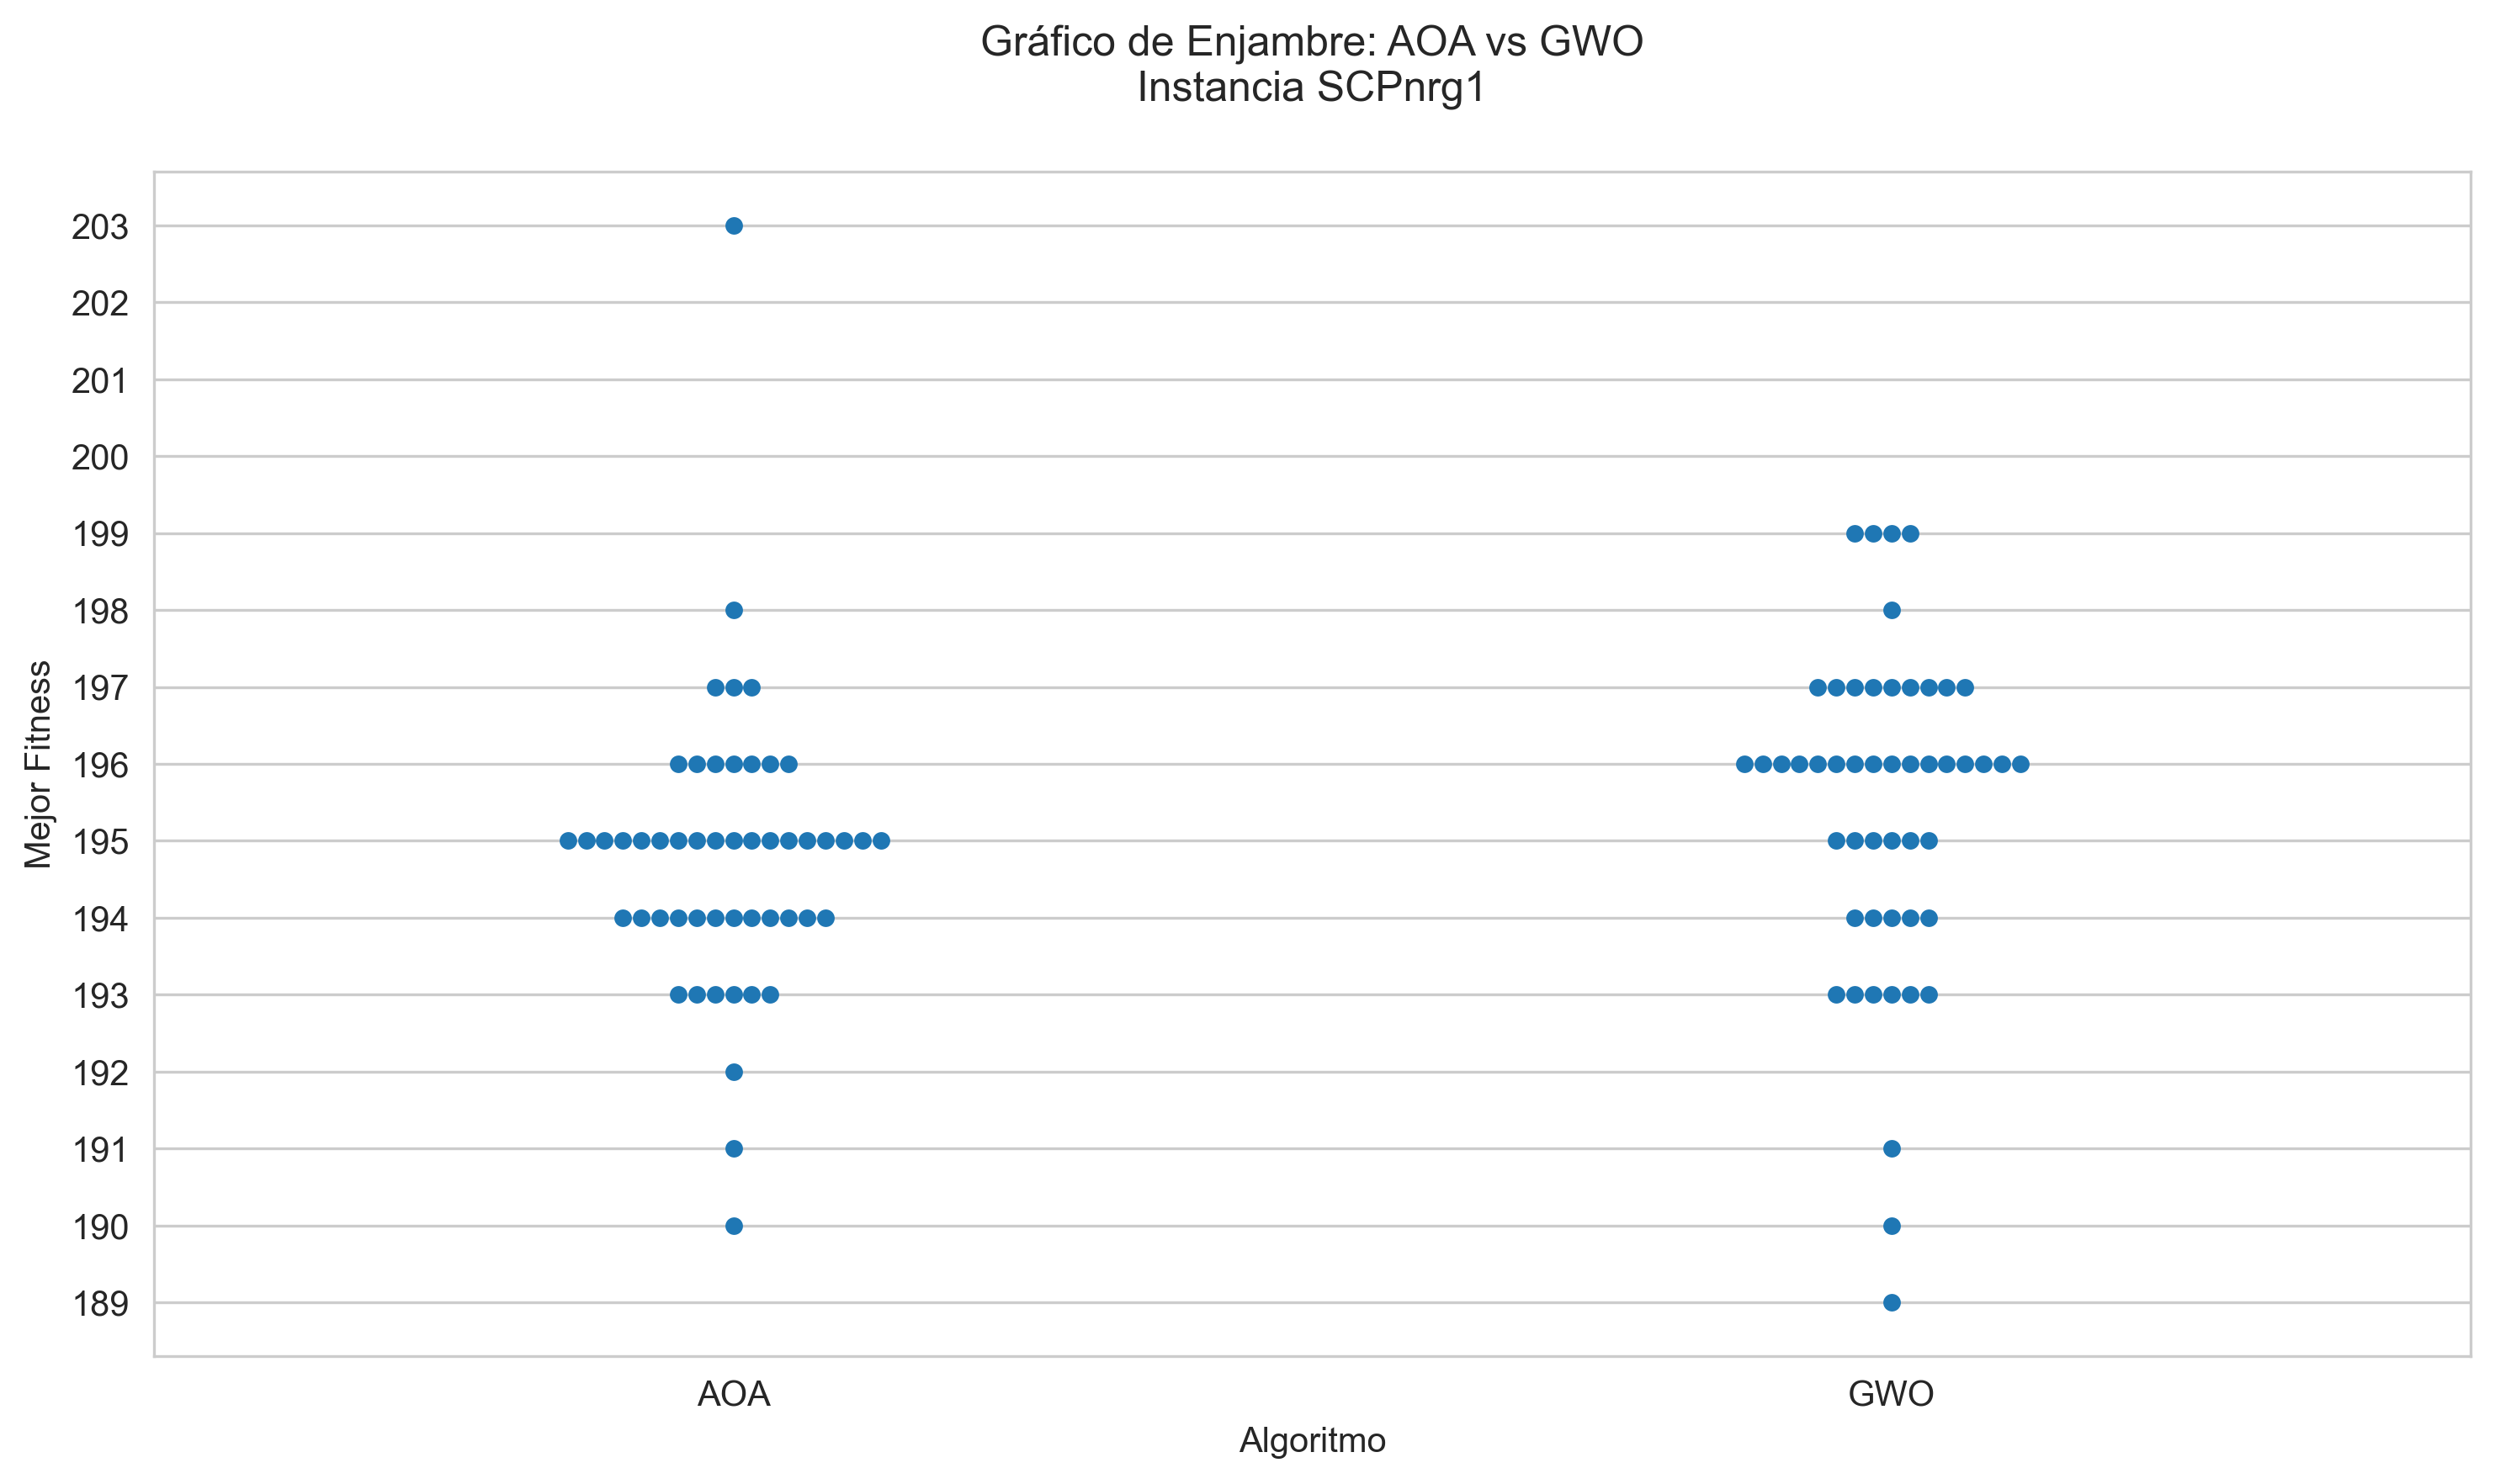 Gráfico de Enjambre: AOA vs GWO
Instancia SCPnrg1
Mejor Fitness
203
202
201
200
199
198
197
196
195
194
193
192
191
190
189
AOA
GWO
Algoritmo